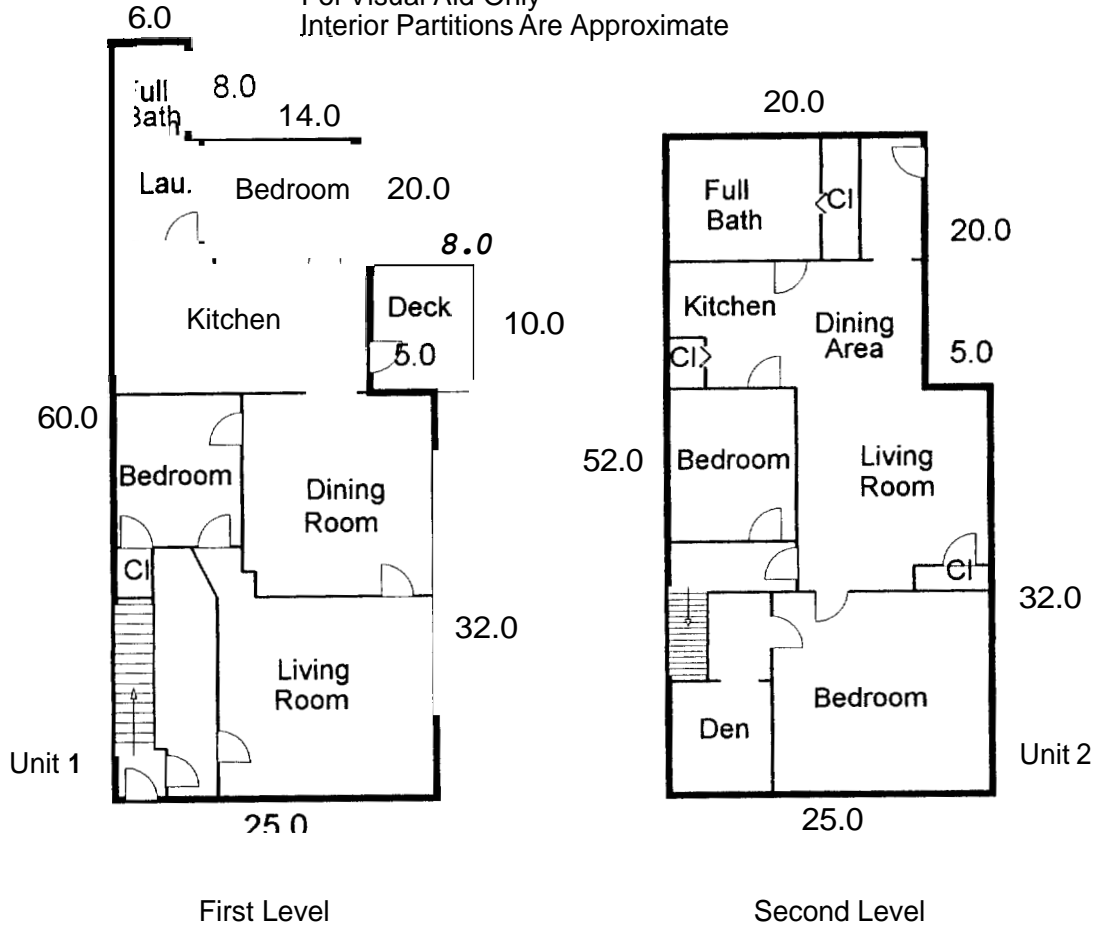 Interior Partitions Are Approximate
6.0
Full
Bath
8.0
14.0
Lau.
Bedroom
20.0
8.0
Kitchen
Deck
10.0
5.0
60.0
Bedroom
Dining
Room
Cl
32.0
Living
Room
Unit 1
25.0
First Level
20.0
Full
Bath
Cl
20.0
Kitchen
Dining
Area
Cl
5.0
52.0
Bedroom
Living
Room
Cl
32.0
Den
Bedroom
Unit 2
25.0
Second Level